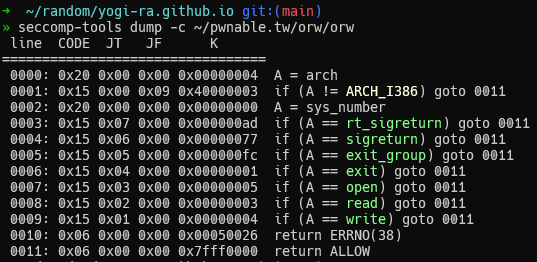 ➜  ~/random/yogi-ra.github.io git:(main)
» seccomp-tools dump -c ~/pwnable.tw/orw/orw
 line  CODE  JT   JF      K
=================================
 0000: 0x20 0x00 0x00 0x00000004  A = arch
 0001: 0x15 0x00 0x09 0x40000003  if (A != ARCH_I386) goto 0011
 0002: 0x20 0x00 0x00 0x00000000  A = sys_number
 0003: 0x15 0x07 0x00 0x000000ad  if (A == rt_sigreturn) goto 0011
 0004: 0x15 0x06 0x00 0x00000077  if (A == sigreturn) goto 0011
 0005: 0x15 0x05 0x00 0x000000fc  if (A == exit_group) goto 0011
 0006: 0x15 0x04 0x00 0x00000001  if (A == exit) goto 0011
 0007: 0x15 0x03 0x00 0x00000005  if (A == open) goto 0011
 0008: 0x15 0x02 0x00 0x00000003  if (A == read) goto 0011
 0009: 0x15 0x01 0x00 0x00000004  if (A == write) goto 0011
 0010: 0x06 0x00 0x00 0x00050026  return ERRNO(38)
 0011: 0x06 0x00 0x00 0x7fff0000  return ALLOW